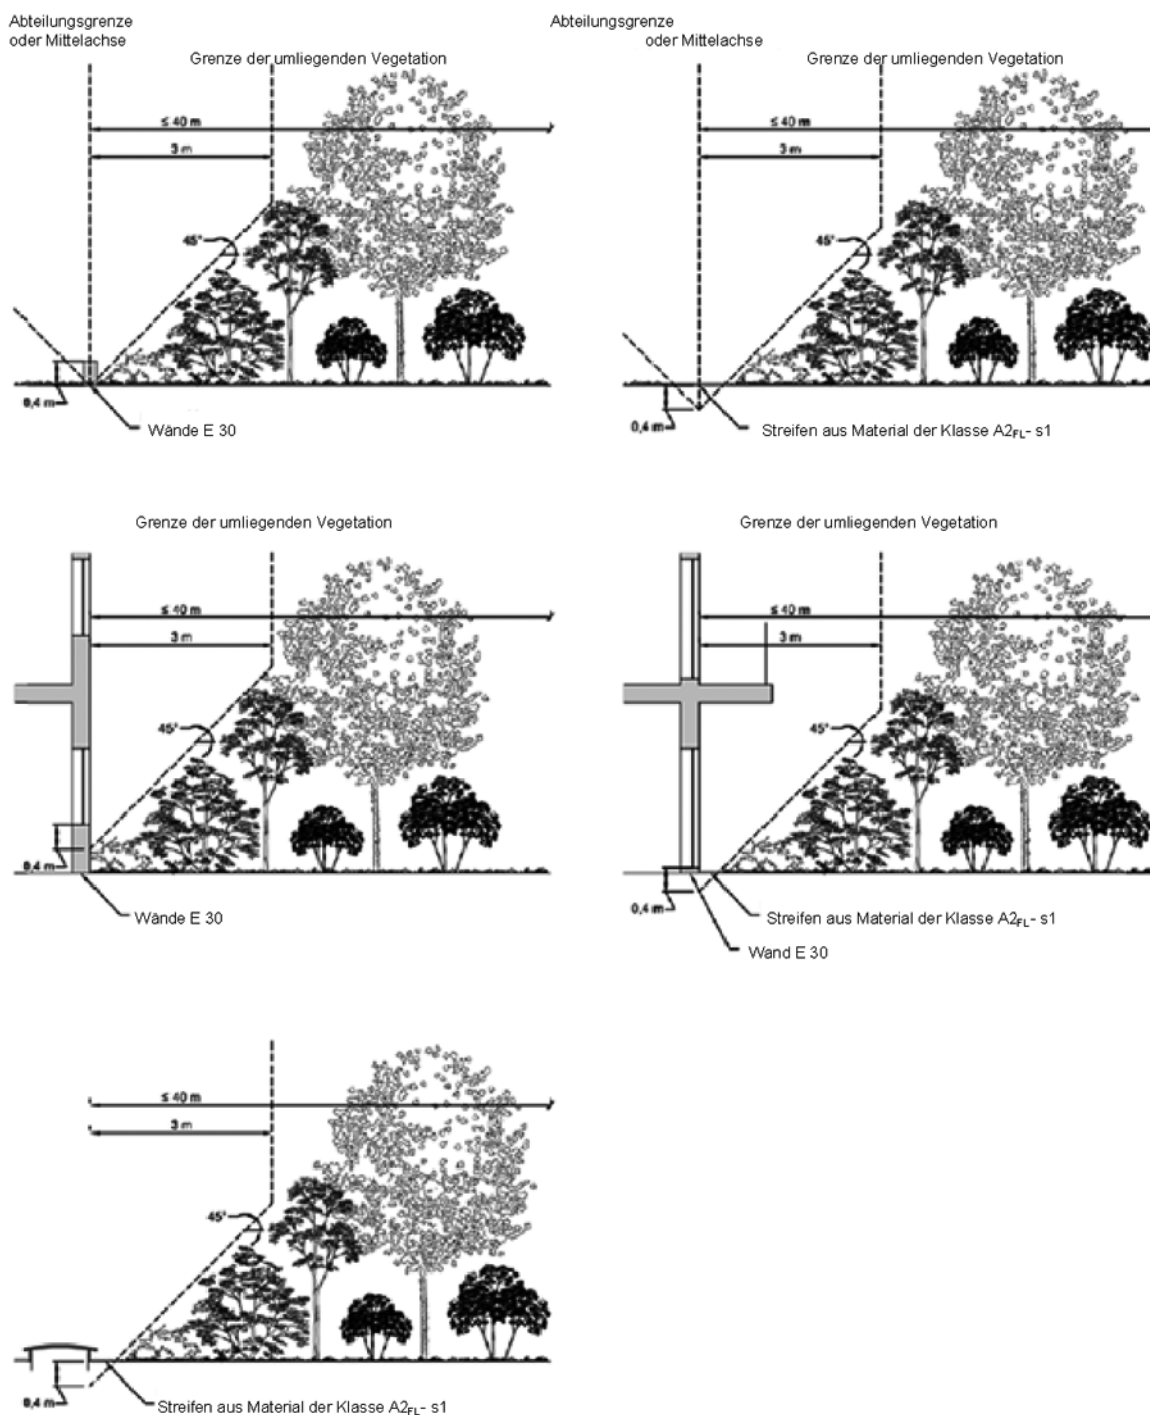 Abteilungsgrenze
oder Mittelachse
Grenze der umliegenden Vegetation
≤ 40 m
3 m
45°
0,4 m
Wände E 30
Abteilungsgrenze
oder Mittelachse
Grenze der umliegenden Vegetation
≤ 40 m
3 m
45°
0,4 m
Streifen aus Material der Klasse A2FL- s1
Grenze der umliegenden Vegetation
≤ 40 m
3 m
45°
0,4 m
Wände E 30
Grenze der umliegenden Vegetation
≤ 40 m
3 m
45°
0,4 m
Streifen aus Material der Klasse A2FL- s1
Wand E 30
≤ 40 m
3 m
45°
0,4 m
Streifen aus Material der Klasse A2FL- s1